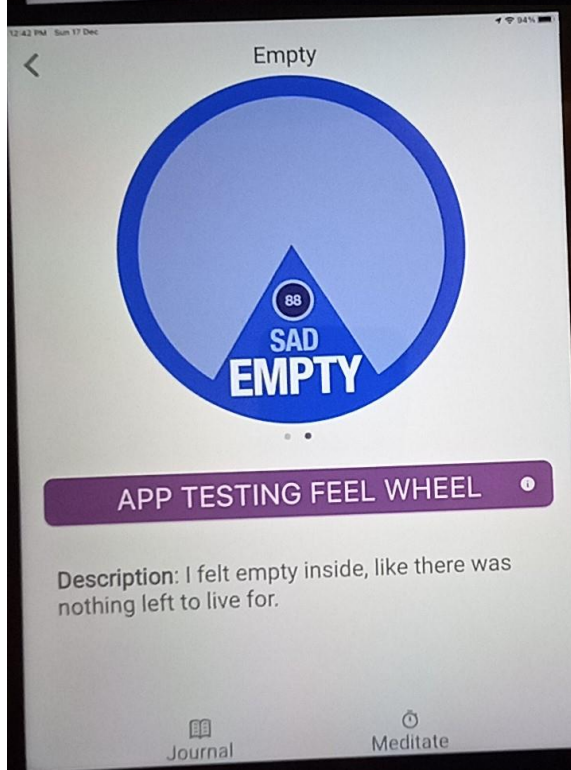 12:42 PM Sun 17 Dec
94%
Empty
88
SAD
EMPTY
APP TESTING FEEL WHEEL
Description: I felt empty inside, like there was
nothing left to live for.
Journal
Meditate